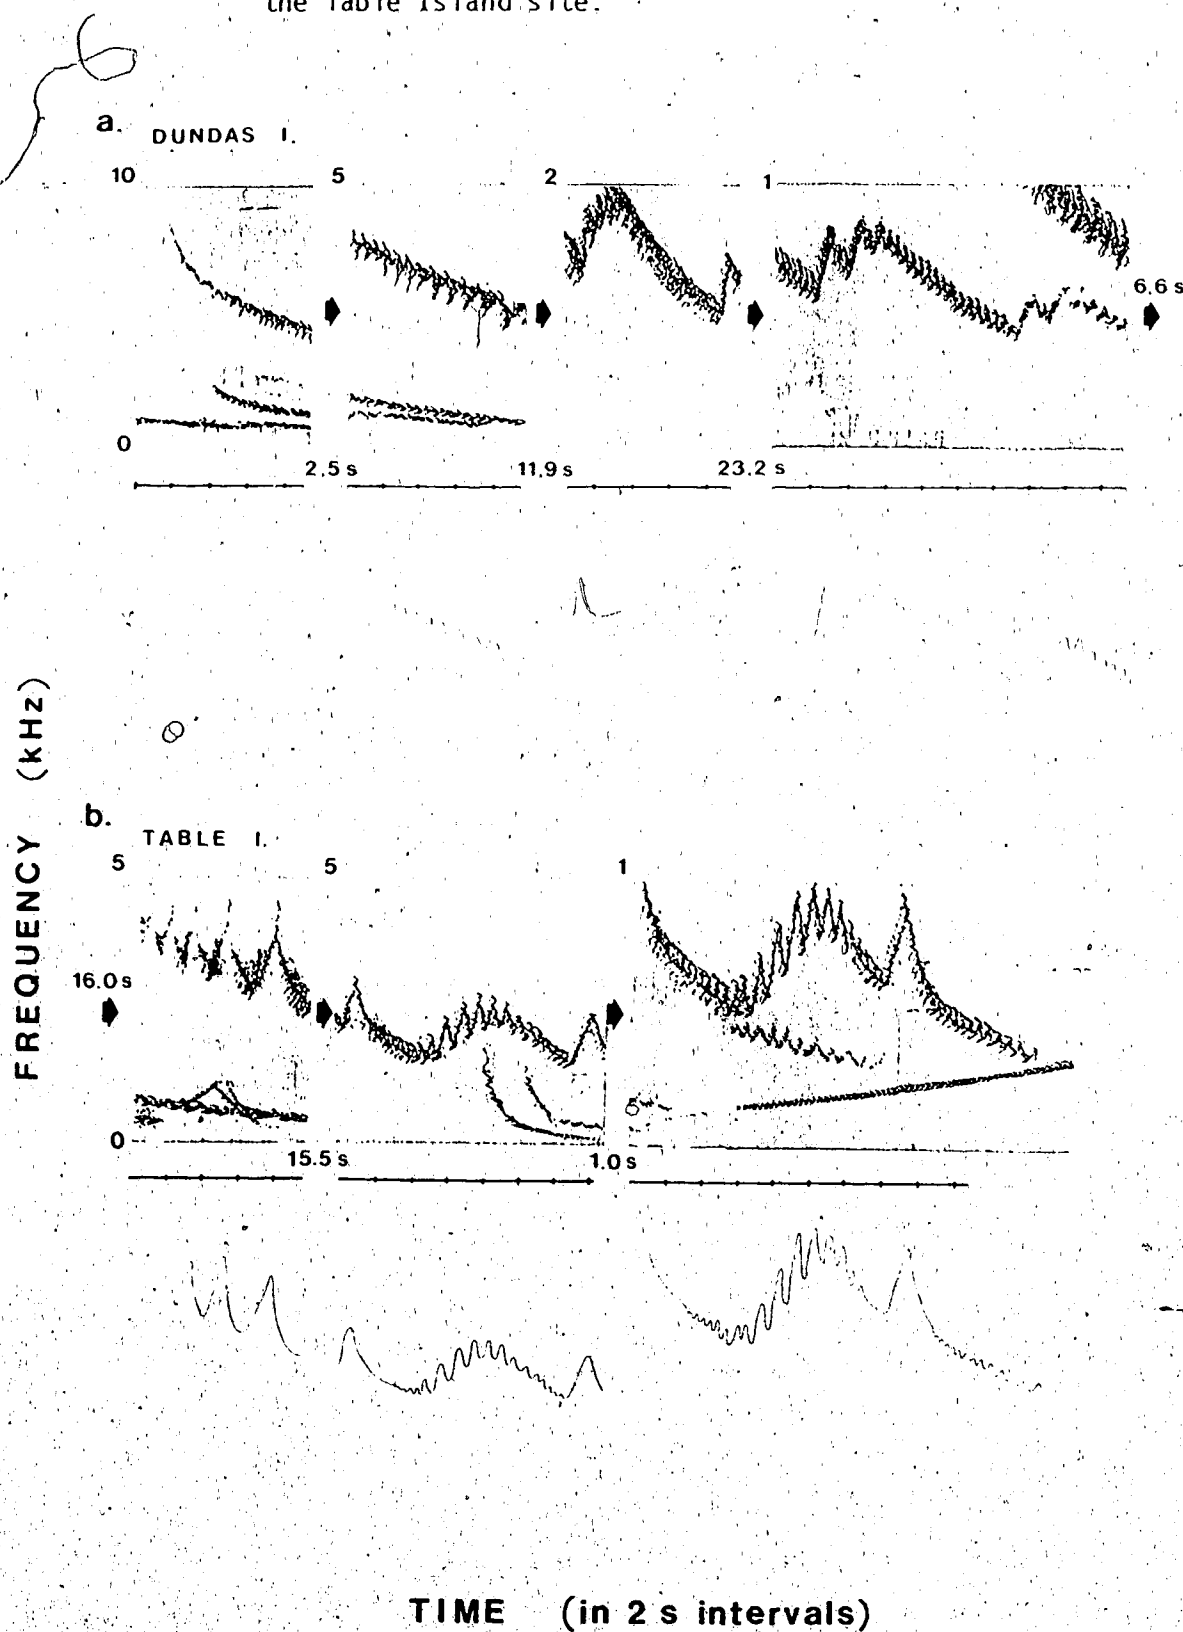 the Table Island site.
a. DUNDAS I.
10 5 2 1
6.6 s
0
2.5 s 11.9 s 23.2 s
FREQUENCY (kHz)
b.
TABLE I.
5 5 1
16.0 s
0
15.5 s 1.0 s
TIME (in 2 s intervals)